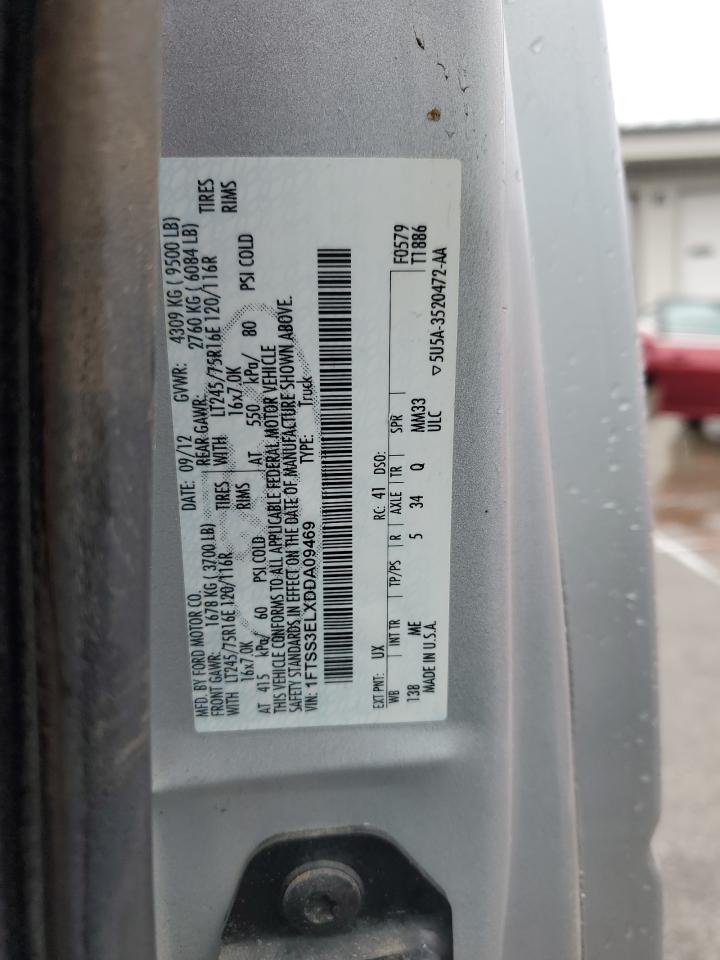 MFD. BY FORD MOTOR CO. DATE: 09/12 GVWR: 4309 KG ( 9500 LB)
FRONT GAWR: 1678 KG ( 3700 LB) REAR GAWR: 2760 KG (6084 LB)
WITH LT245/75R16E 120/116R TIRES WITH LT245/75R16E 120/116R TIRES
16x7.0K RIMS 16x7.0K RIMS
AT 415 kPa/ 60 PSI COLD AT 550 kPa/ 80 PSI COLD
THIS VEHICLE CONFORMS TO ALL APPLICABLE FEDERAL MOTOR VEHICLE
SAFETY STANDARDS IN EFFECT ON THE DATE OF MANUFACTURE SHOWN ABOVE.
VIN: 1FTSS3ELXDDA09469 TYPE: Truck
EXT PNT: UX RC: 41 DSO: F0579
WB INT TR TP/PS R AXLE TR SPR T1886
138 ME 5 34 Q MM33
MADE IN U.S.A. ULC
▽5U5A-3520472-AA